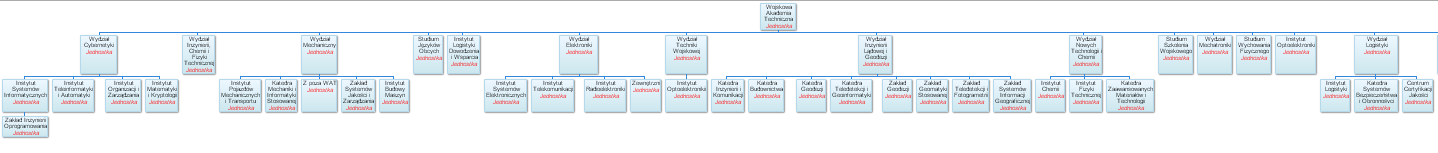 Wojskowa
Akademia
Techniczna
Jednostka
Wydział
Cybernetyki
Jednostka
Wydział
Inżynierii,
Chemii i
Fizyki
Technicznej
Jednostka
Wydział
Mechaniczny
Jednostka
Studium
Języków
Obcych
Jednostka
Instytut
Logistyki
Dowodzenia
i Wsparcia
Jednostka
Wydział
Elektroniki
Jednostka
Wydział
Techniki
Wojskowej
Jednostka
Wydział
Inżynierii
Lądowej i
Geodezji
Jednostka
Wydział
Nowych
Technologii i
Chemii
Jednostka
Studium
Szkolenia
Wojskowego
Jednostka
Wydział
Mechatroniki
Jednostka
Studium
Wychowania
Fizycznego
Jednostka
Instytut
Optoelektroniki
Jednostka
Wydział
Logistyki
Jednostka
Instytut
Systemów
Informatycznych
Jednostka
Instytut
Teleinformatyki
i Automatyki
Jednostka
Instytut
Organizacji i
Zarządzania
Jednostka
Instytut
Matematyki
i Kryptologii
Jednostka
Instytut
Pojazdów
Mechanicznych
i Transportu
Jednostka
Katedra
Mechaniki i
Informatyki
Stosowanej
Jednostka
Z poza WAT
Jednostka
Zakład
Systemów
Jakości i
Zarządzania
Jednostka
Instytut
Budowy
Maszyn
Jednostka
Instytut
Systemów
Elektronicznych
Jednostka
Instytut
Telekomunikacji
Jednostka
Instytut
Radioelektroniki
Jednostka
Zewnętrzni
Jednostka
Instytut
Optoelektroniki
Jednostka
Katedra
Inżynierii i
Komunikacji
Jednostka
Katedra
Budownictwa
Jednostka
Katedra
Geodezji
Jednostka
Katedra
Teledetekcji i
Geoinformatyki
Jednostka
Zakład
Geodezji
Jednostka
Zakład
Geomatyki
Stosowanej
Jednostka
Zakład
Teledetekcji i
Fotogrametrii
Jednostka
Zakład
Systemów
Informacji
Geograficznej
Jednostka
Instytut
Chemii
Jednostka
Instytut
Fizyki
Technicznej
Jednostka
Katedra
Zaawansowanych
Materiałów i
Technologii
Jednostka
Instytut
Logistyki
Jednostka
Katedra
Systemów
Bezpieczeństwa
i Obronności
Jednostka
Centrum
Certyfikacji
Jakości
Jednostka
Zakład Inżynierii
Oprogramowania
Jednostka